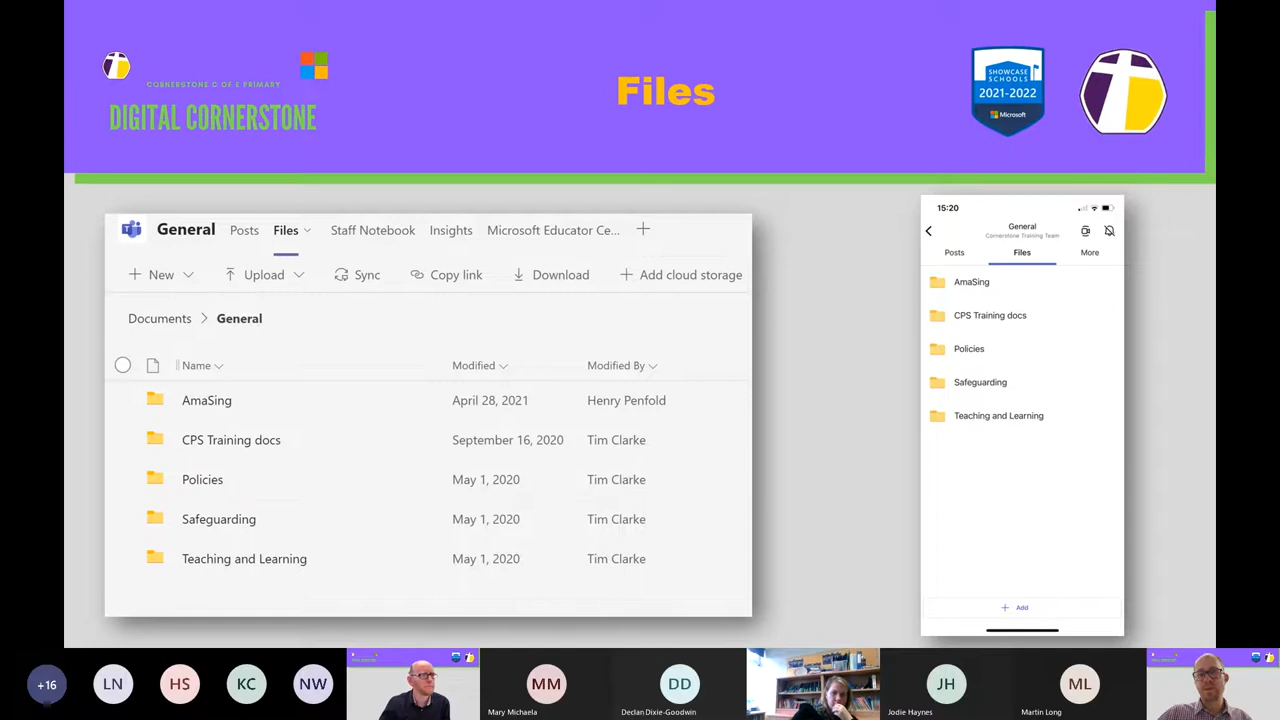 CORNERSTONE C OF E PRIMARY
DIGITAL CORNERSTONE
Files
SHOWCASE
SCHOOLS
2021-2022
Microsoft
General Posts Files Staff Notebook Insights Microsoft Educator Ce...
New Upload Sync Copy link Download Add cloud storage
Documents > General
Name Modified Modified By
AmaSing April 28, 2021 Henry Penfold
CPS Training docs September 16, 2020 Tim Clarke
Policies May 1, 2020 Tim Clarke
Safeguarding May 1, 2020 Tim Clarke
Teaching and Learning May 1, 2020 Tim Clarke
15:20
General
Cornerstone Training Team
Posts Files More
AmaSing
CPS Training docs
Policies
Safeguarding
Teaching and Learning
+ Add
+16 LN HS KC NW MM DD JH ML
Mary Michaela Declan Dixie-Goodwin Jodie Haynes Martin Long